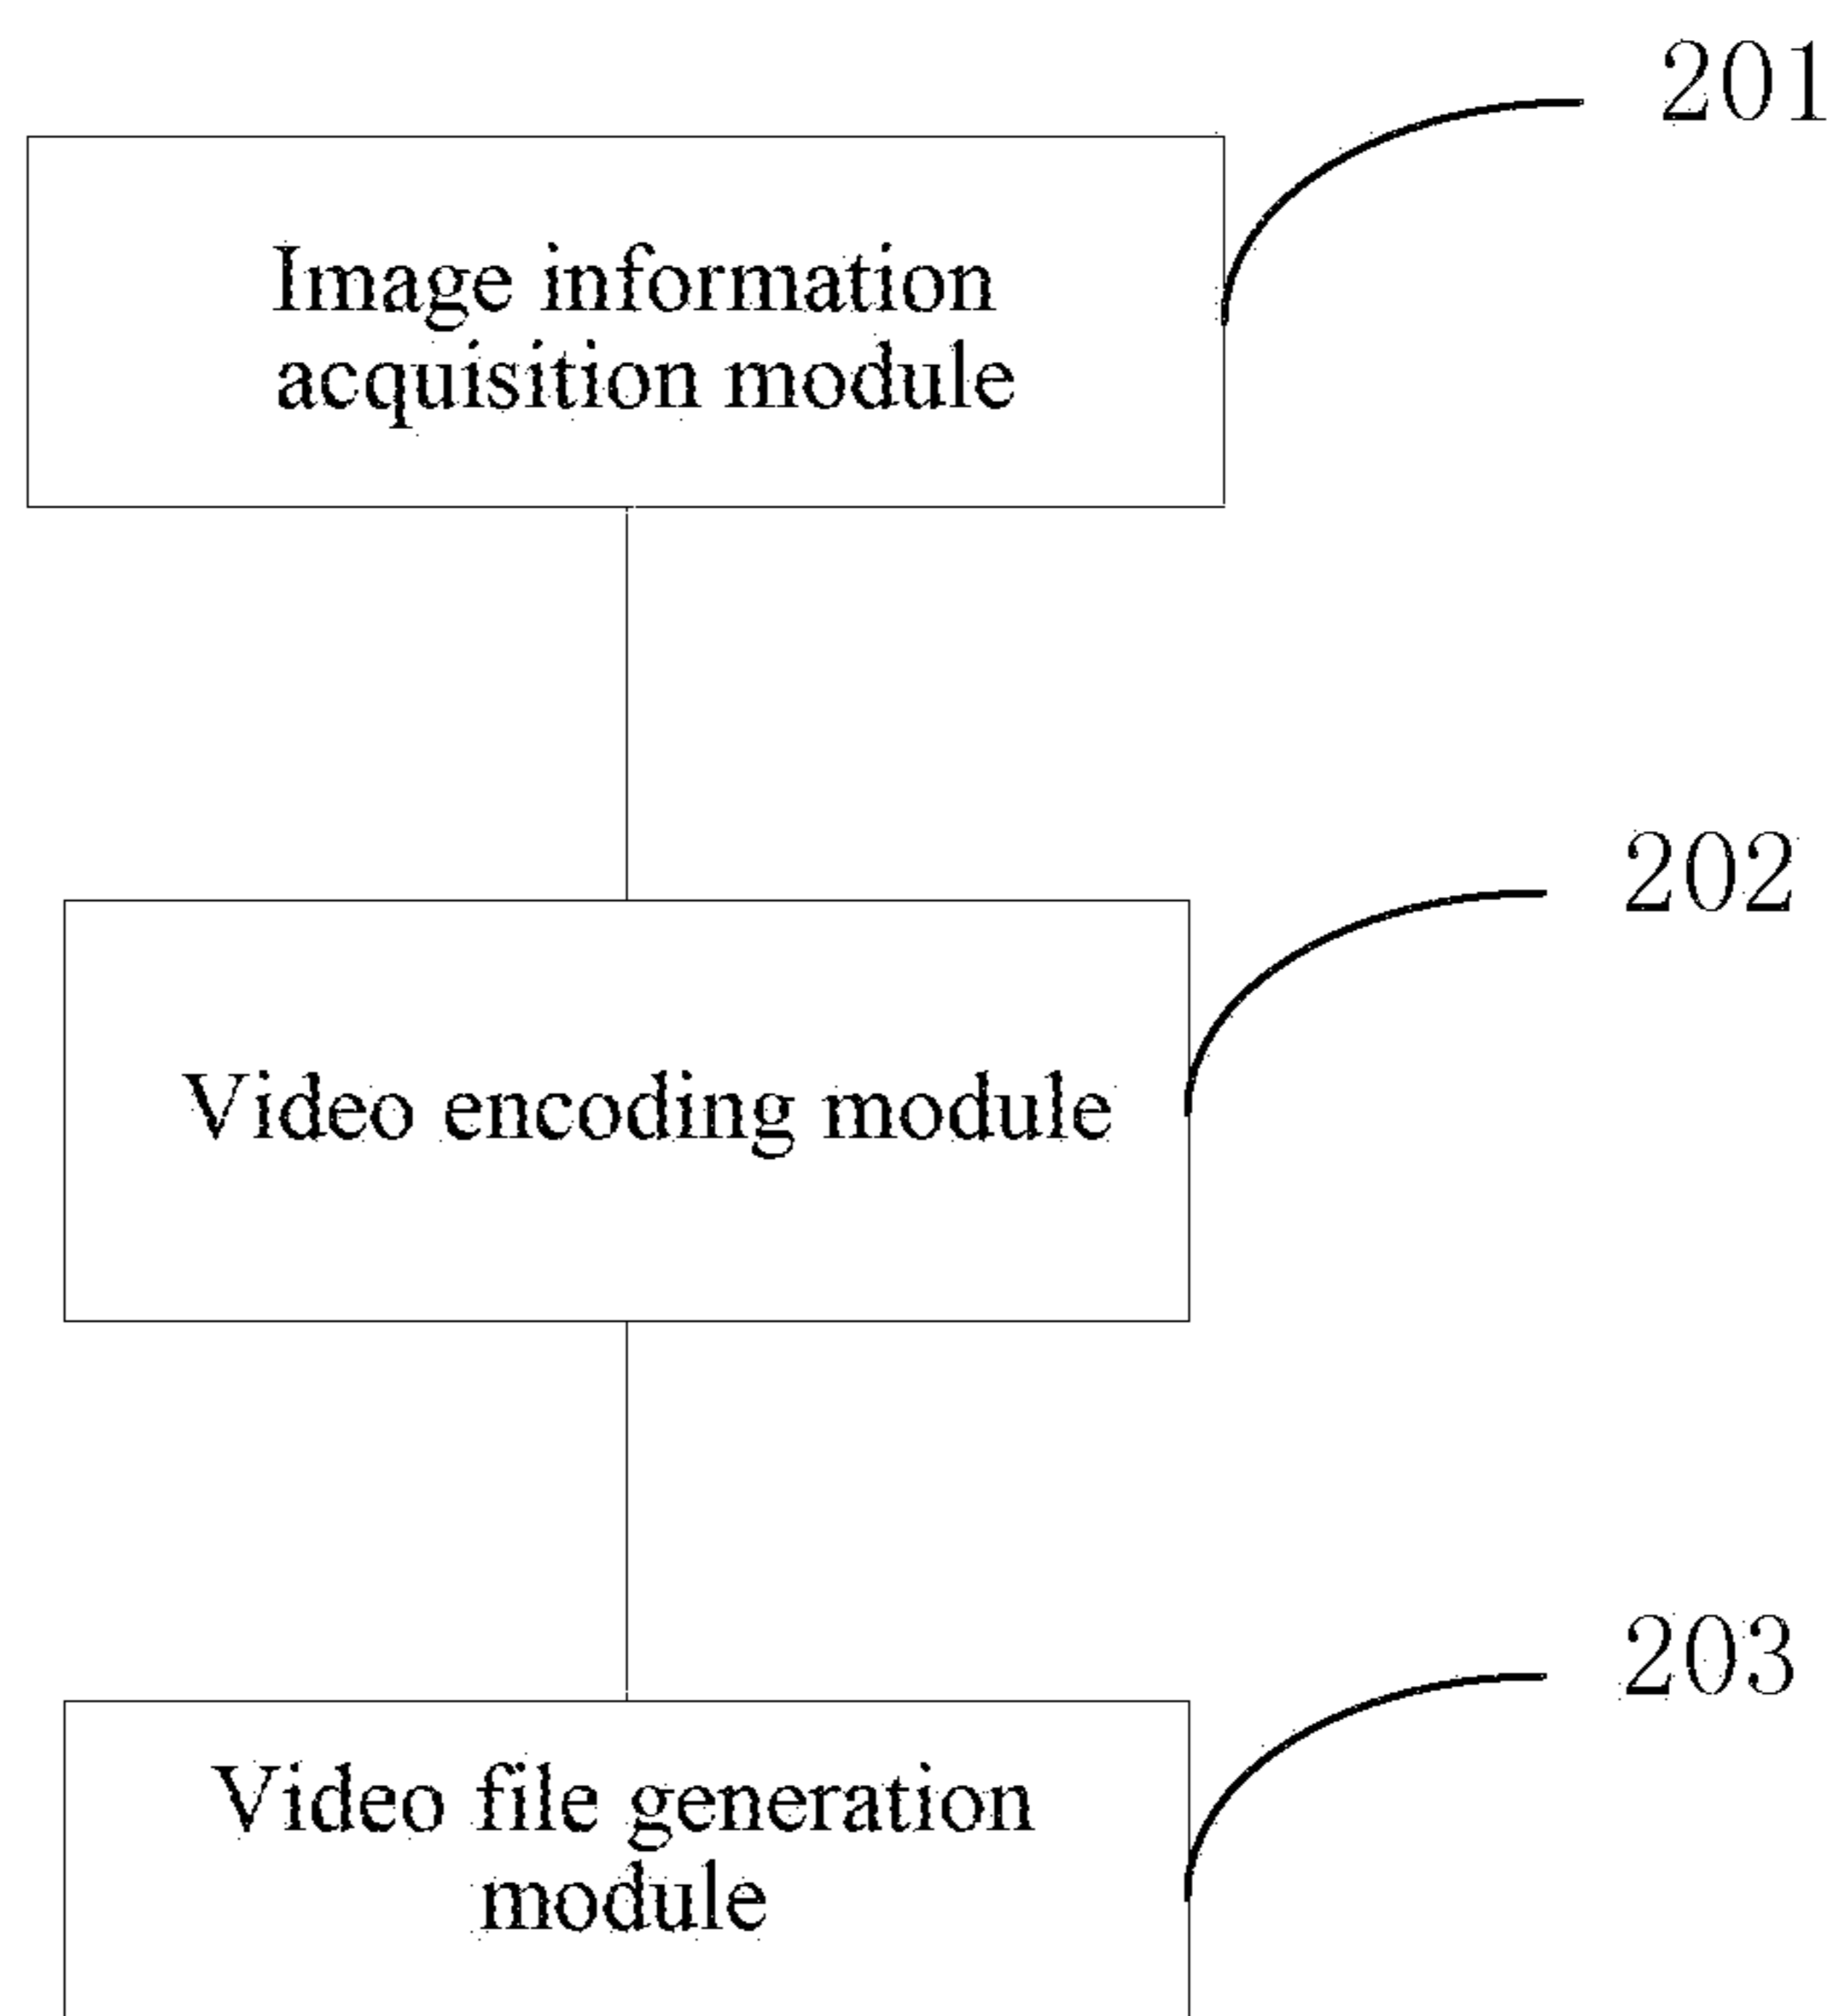 201
Image information
acquisition module
202
Video encoding module
203
Video file generation
module